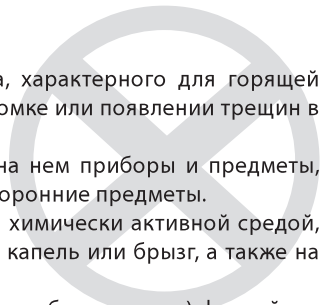 а, характерного для горящей
омке или появлении трещин в
на нем приборы и предметы,
оронние предметы.
химически активной средой,
капель или брызг, а также на